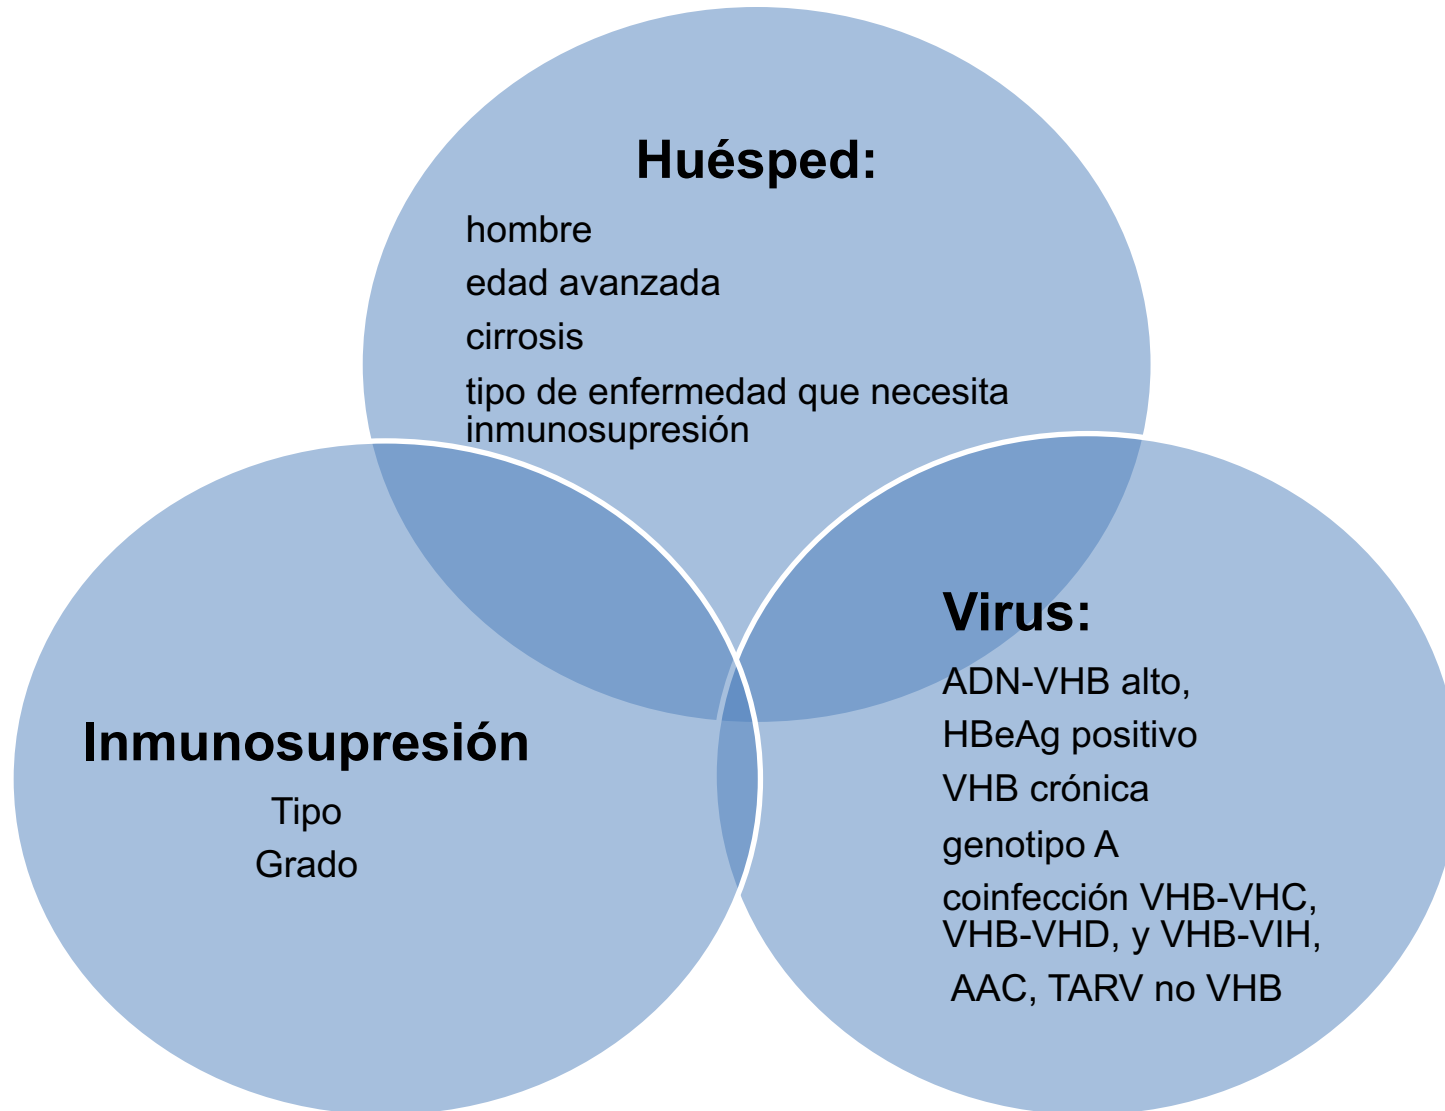 Huésped:
hombre
edad avanzada
cirrosis
tipo de enfermedad que necesita
inmunosupresión
Inmunosupresión
Tipo
Grado
Virus:
ADN-VHB alto,
HBeAg positivo
VHB crónica
genotipo A
coinfección VHB-VHC,
VHB-VHD, y VHB-VIH,
AAC, TARV no VHB